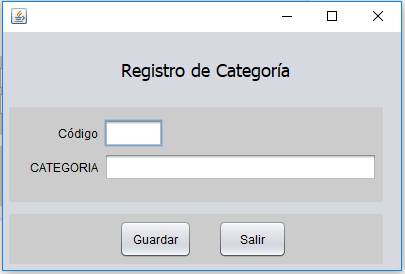 Registro de Categoría
Código
CATEGORIA
Guardar Salir